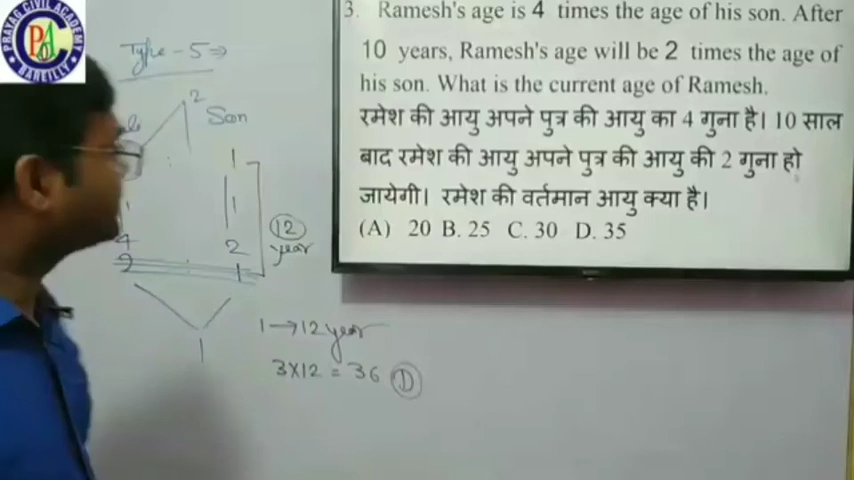 PRAYAG CIVIL ACADEMY
PCA
BAREILLY
Type-5⇒
2
Son
1
1
12
year
4 2
2 1
1
1→12 year
3×12 = 36 D
3. Ramesh's age is 4 times the age of his son. After
10 years, Ramesh's age will be 2 times the age of
his son. What is the current age of Ramesh.
रमेश की आयु अपने पुत्र की आयु का 4 गुना है। 10 साल
बाद रमेश की आयु अपने पुत्र की आयु की 2 गुना हो
जायेगी। रमेश की वर्तमान आयु क्या है।
(A) 20 B. 25 C. 30 D. 35